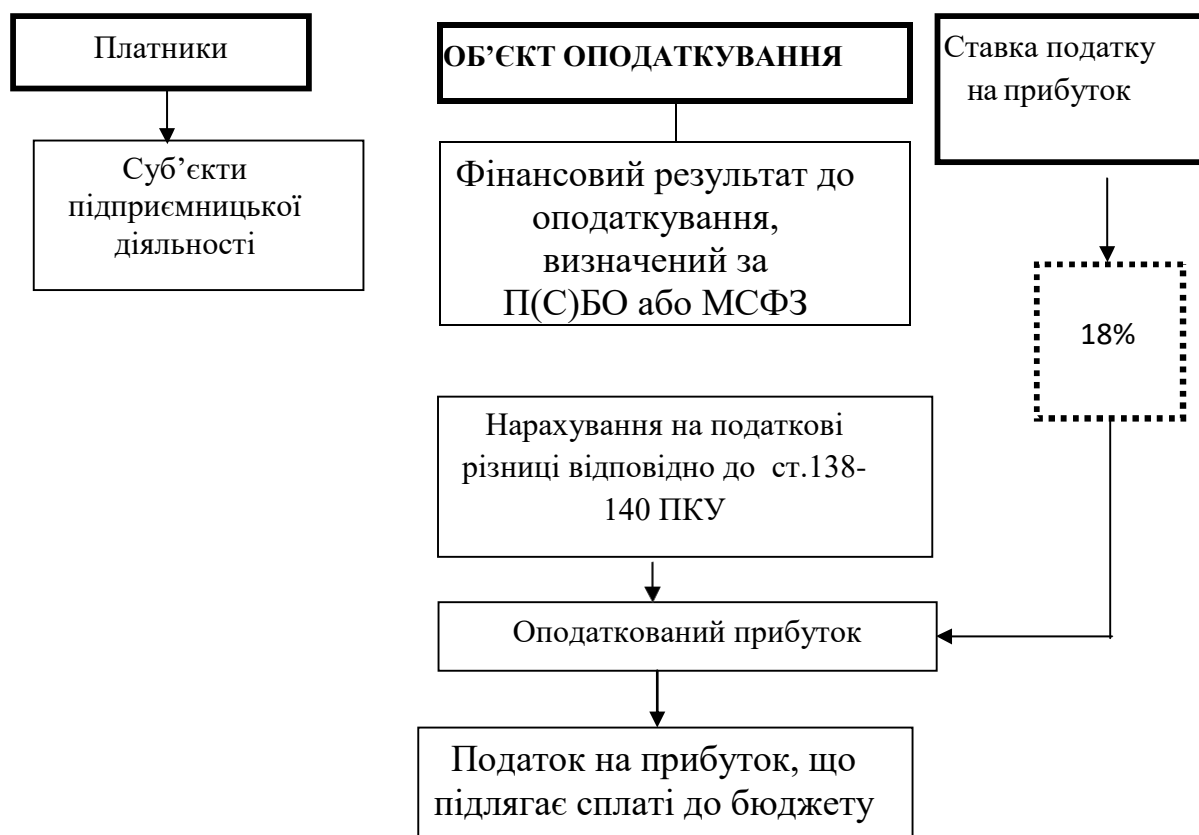 Платники
Суб’єкти
підприємницької
діяльності
ОБ’ЄКТ ОПОДАТКУВАННЯ
Фінансовий результат до
оподаткування,
визначений за
П(С)БО або МСФЗ
Нарахування на податкові
різниці відповідно до ст.138-
140 ПКУ
Оподаткований прибуток
Податок на прибуток, що
підлягає сплаті до бюджету
Ставка податку
на прибуток
18%